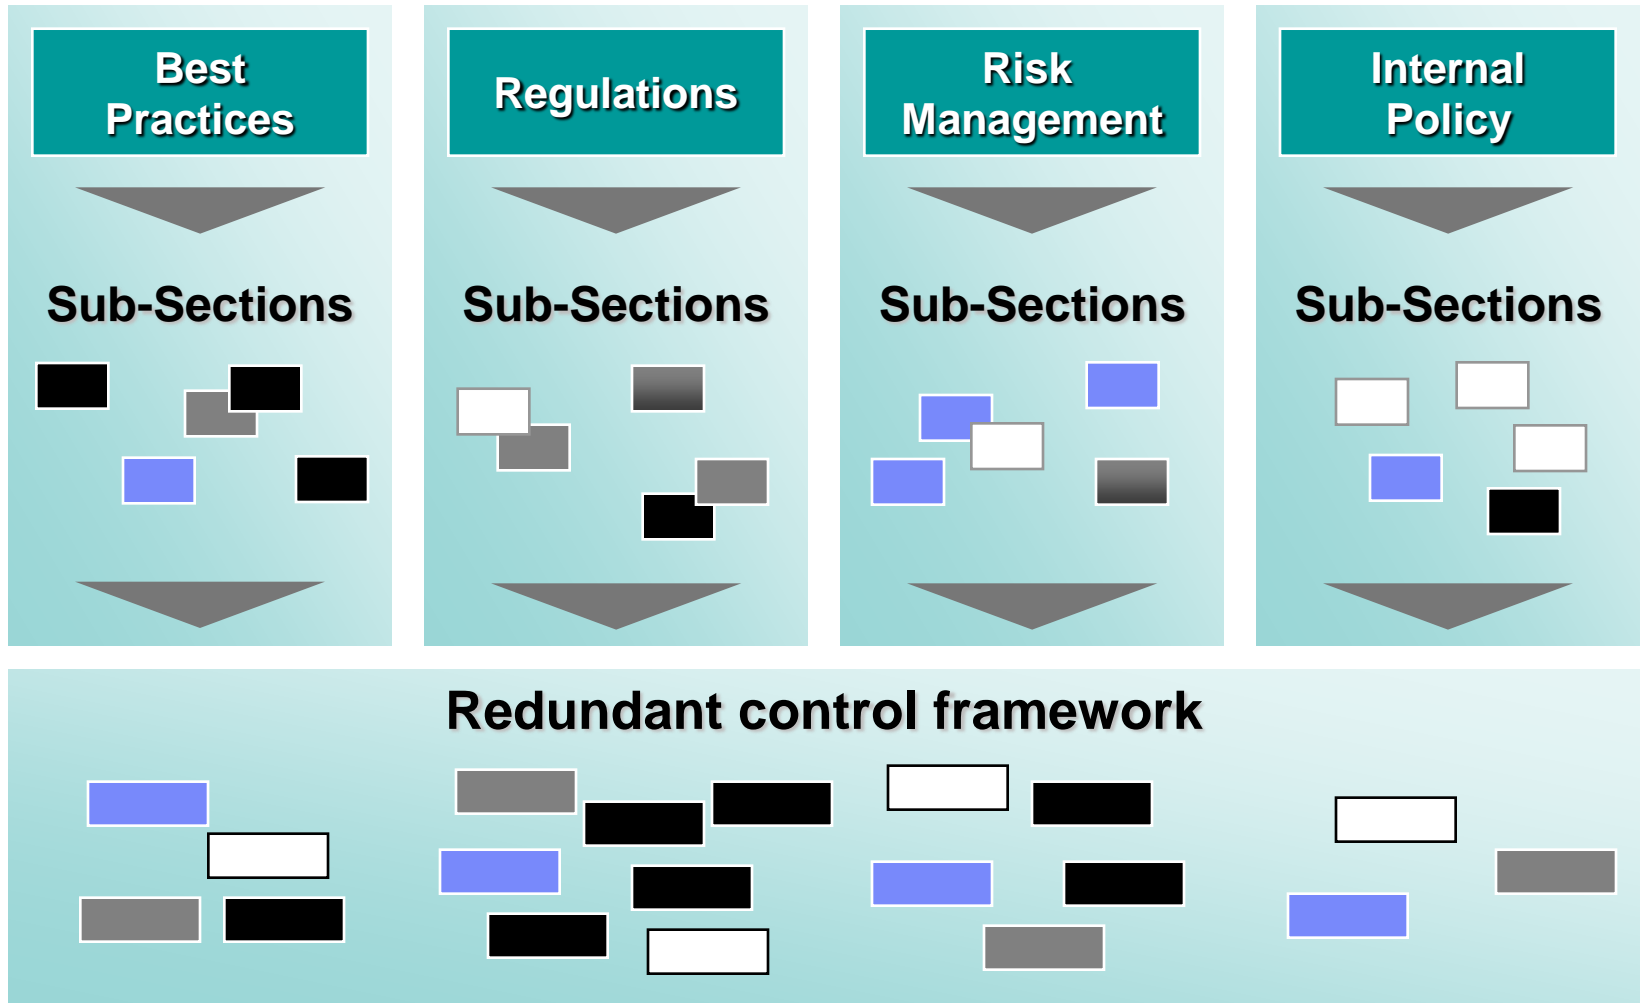 Best
Practices
Regulations
Risk
Management
Internal
Policy
Sub-Sections
Sub-Sections
Sub-Sections
Sub-Sections
Redundant control framework